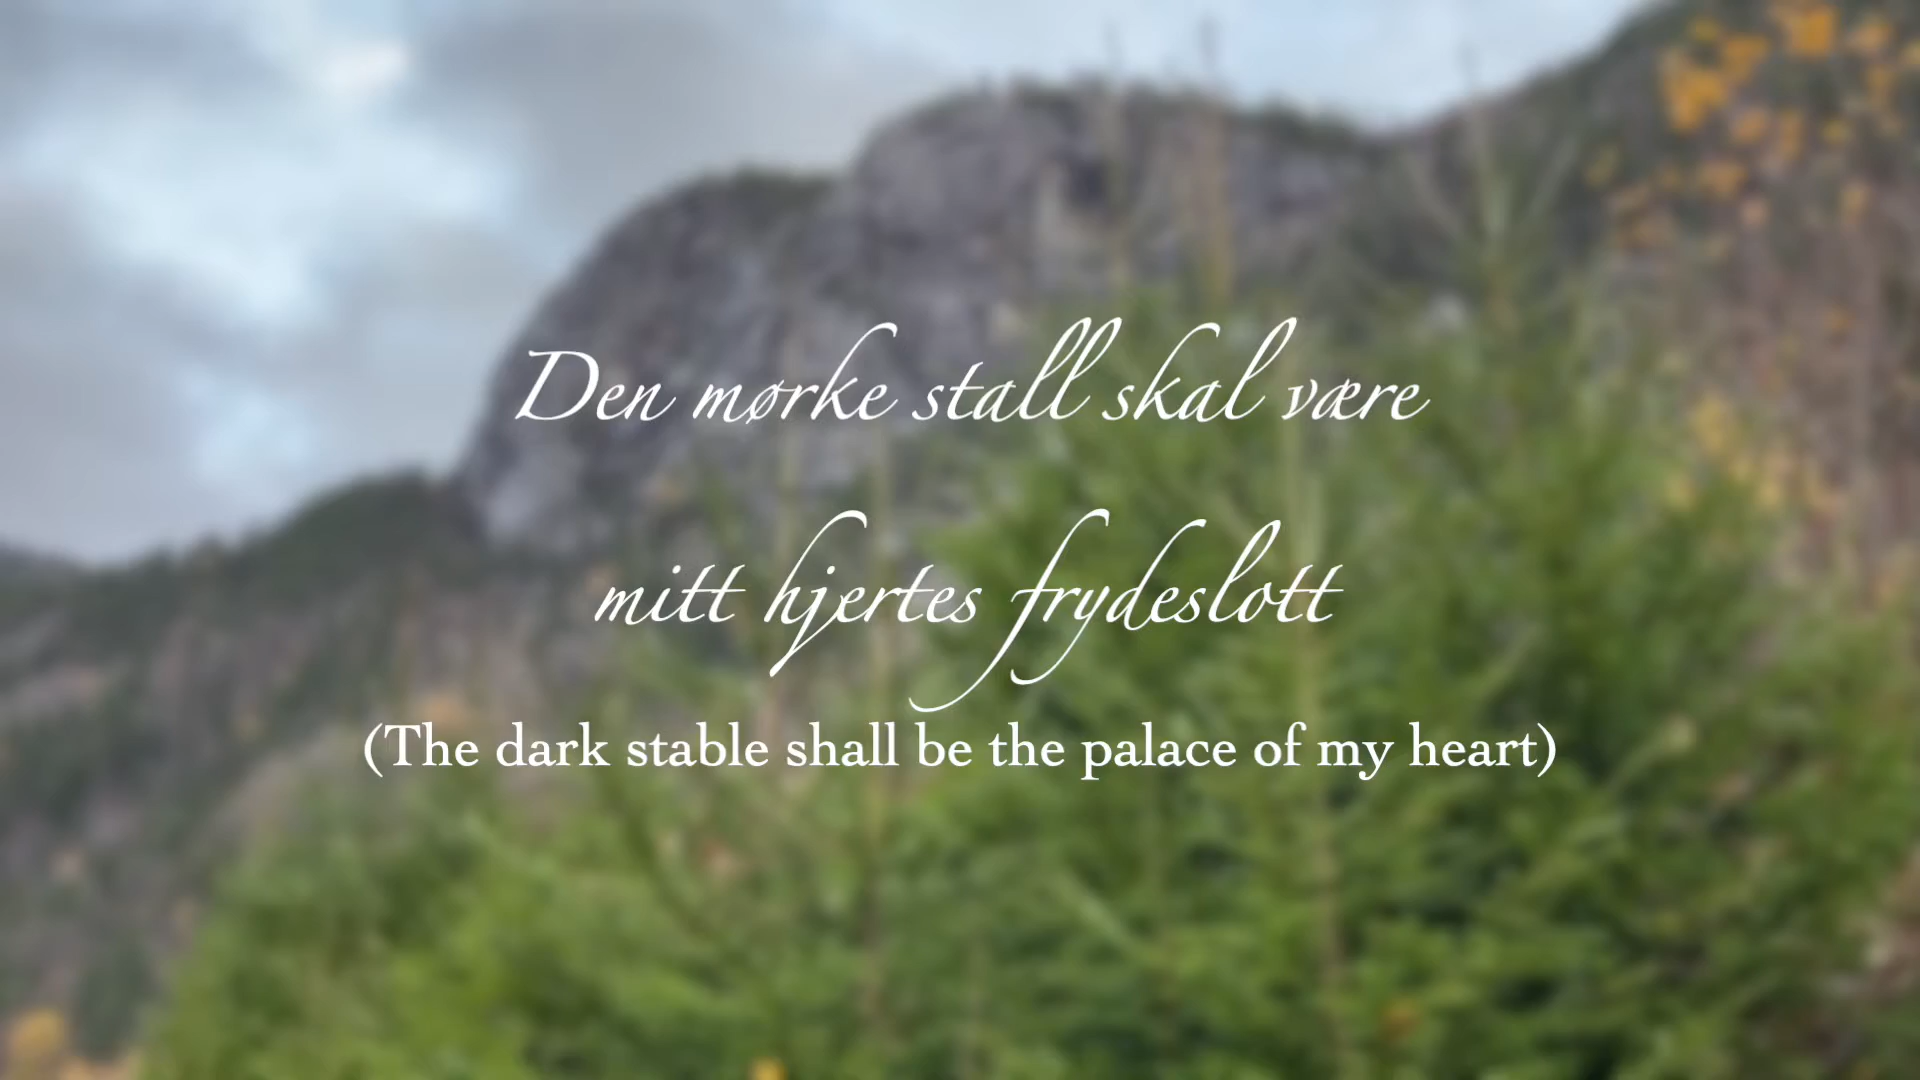 Den mørke stall skal være
mitt hjertes frydeslott
(The dark stable shall be the palace of my heart)